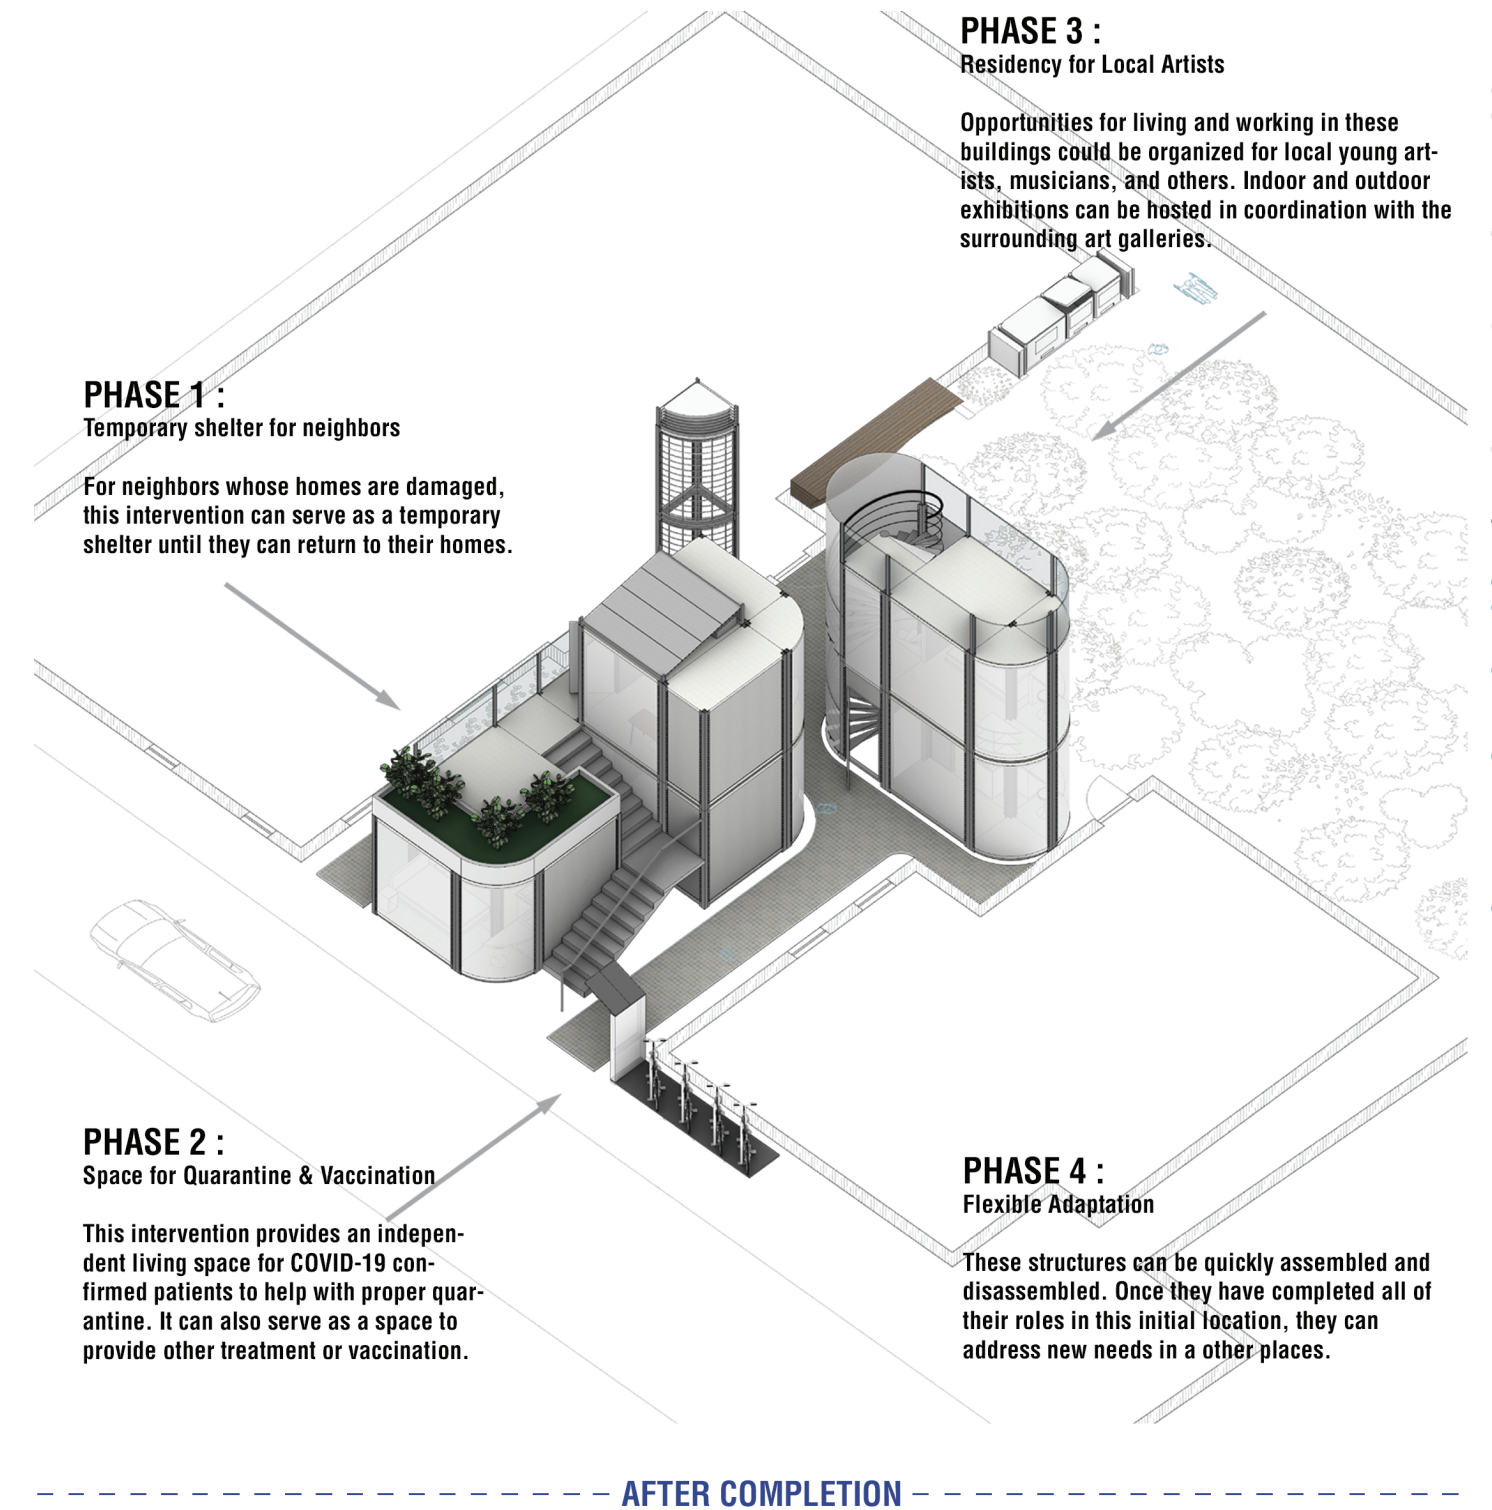 PHASE 3 :
Residency for Local Artists
Opportunities for living and working in these
buildings could be organized for local young art-
ists, musicians, and others. Indoor and outdoor
exhibitions can be hosted in coordination with the
surrounding art galleries.
PHASE 1 :
Temporary shelter for neighbors
For neighbors whose homes are damaged,
this intervention can serve as a temporary
shelter until they can return to their homes.
PHASE 2 :
Space for Quarantine & Vaccination
This intervention provides an indepen-
dent living space for COVID-19 con-
firmed patients to help with proper quar-
antine. It can also serve as a space to
provide other treatment or vaccination.
PHASE 4 :
Flexible Adaptation
These structures can be quickly assembled and
disassembled. Once they have completed all of
their roles in this initial location, they can
address new needs in a other places.
AFTER COMPLETION